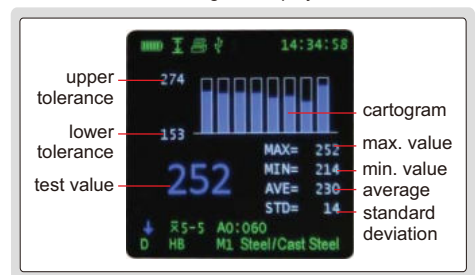 14:34:58
upper tolerance
274
cartogram
lower tolerance
153
MAX= 252
max. value
MIN= 214
min. value
test value
252
AVE= 230
average
STD= 14
standard deviation
x̅5-5 A0:060
D HB M1 Steel/Cast Steel